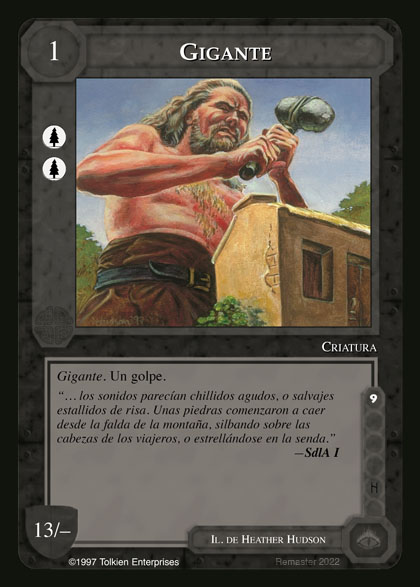 1
GIGANTE
CRIATURA
Gigante. Un golpe.
“… los sonidos parecían chillidos agudos, o salvajes
estallidos de risa. Unas piedras comenzaron a caer
desde la falda de la montaña, silbando sobre las
cabezas de los viajeros, o estrellándose en la senda.”
—SdlA I
9
13/–
IL. DE HEATHER HUDSON
©1997 Tolkien Enterprises
Remaster 2022